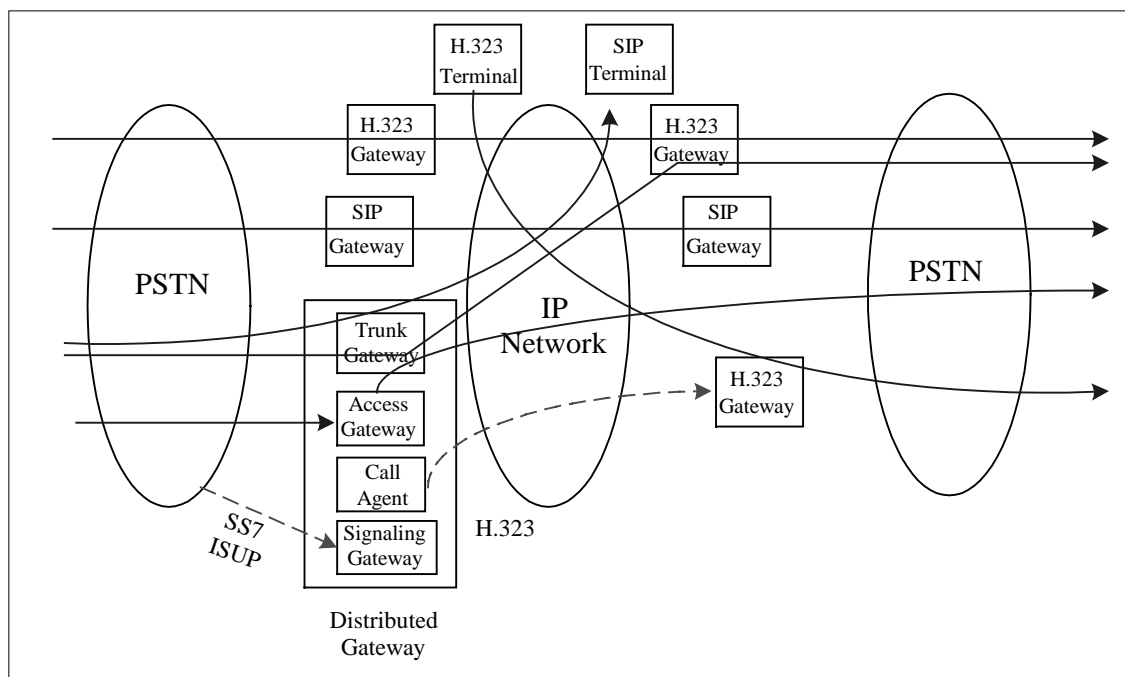 H.323
Terminal
SIP
Terminal
H.323
Gateway
H.323
Gateway
SIP
Gateway
SIP
Gateway
PSTN
IP
Network
PSTN
Trunk
Gateway
Access
Gateway
Call
Agent
Signaling
Gateway
H.323
Gateway
SS7
ISUP
H.323
Distributed
Gateway